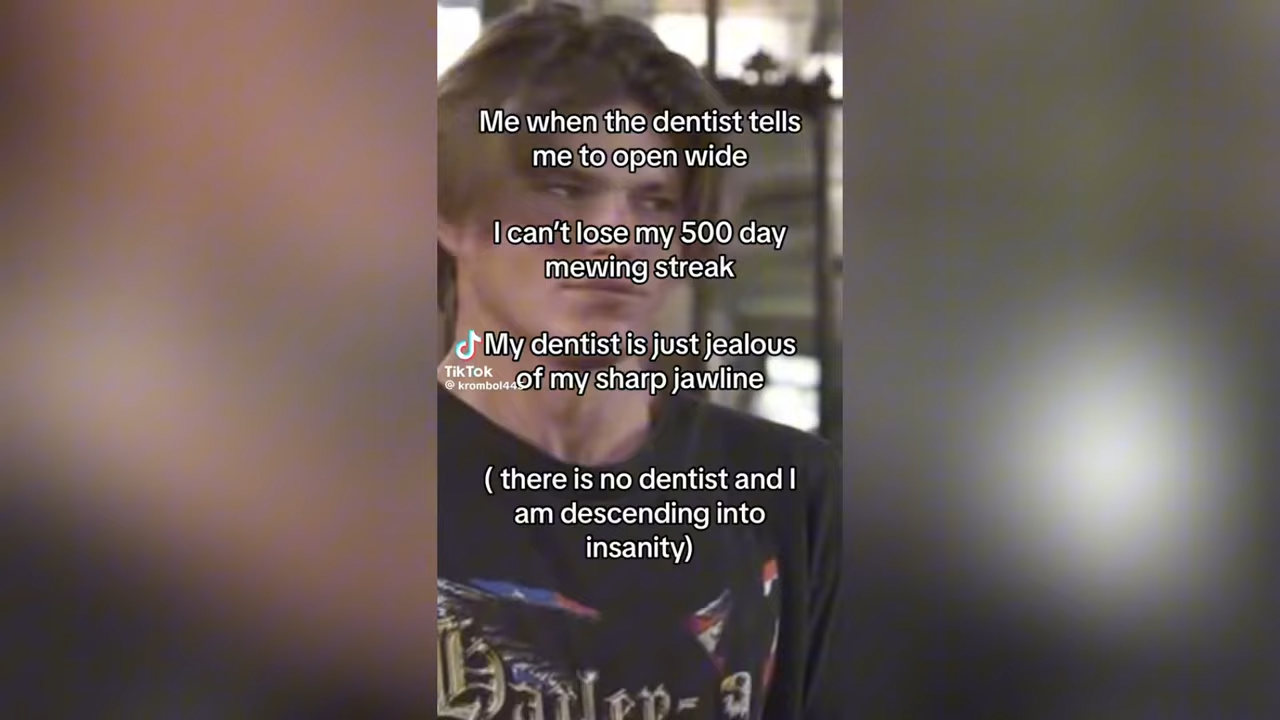 Me when the dentist tells
me to open wide
I can't lose my 500 day
mewing streak
My dentist is just jealous
of my sharp jawline
TikTok
( there is no dentist and I
am descending into
insanity)
Harley-